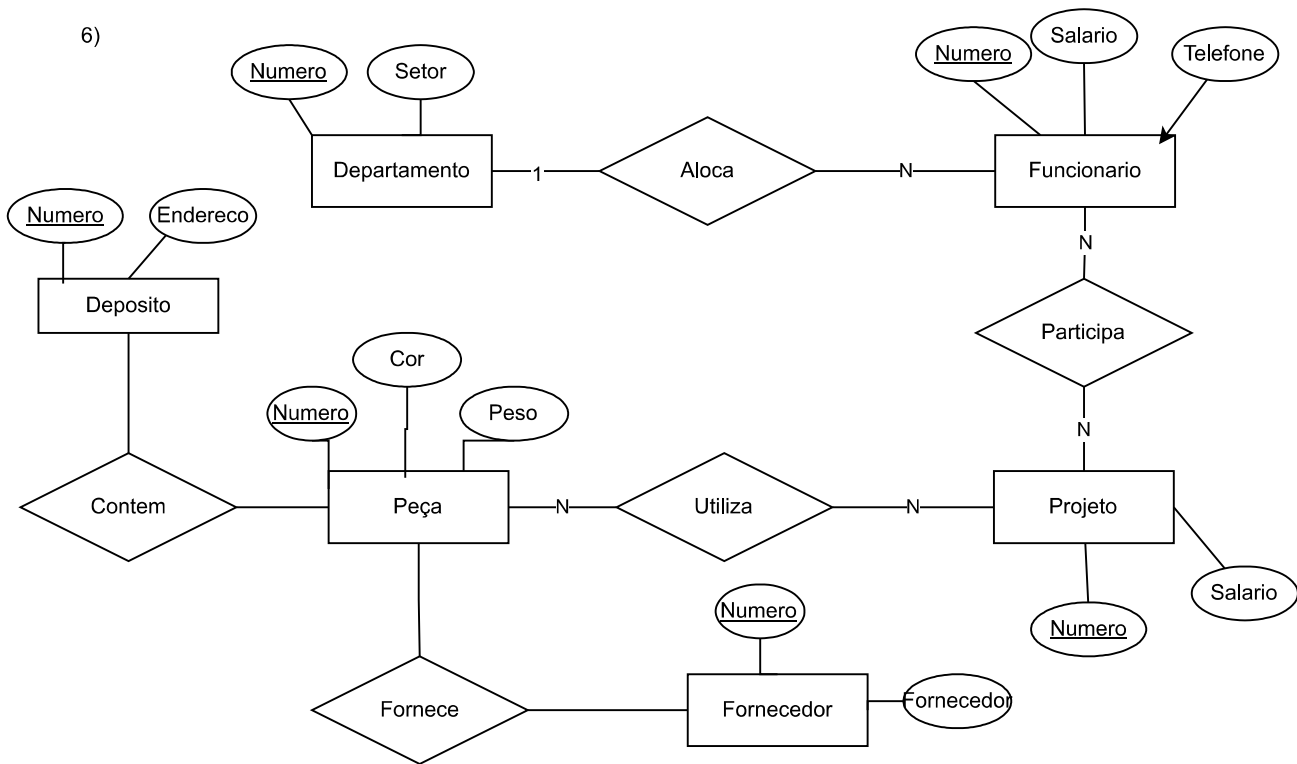 6)
Numero
Setor
Numero
Salario
Telefone
Departamento
1
Aloca
N
Funcionario
Numero
Endereco
N
Deposito
Participa
Cor
Numero
Peso
N
Contem
Peça
N
Utiliza
N
Projeto
Salario
Numero
Numero
Fornece
Fornecedor
Fornecedor